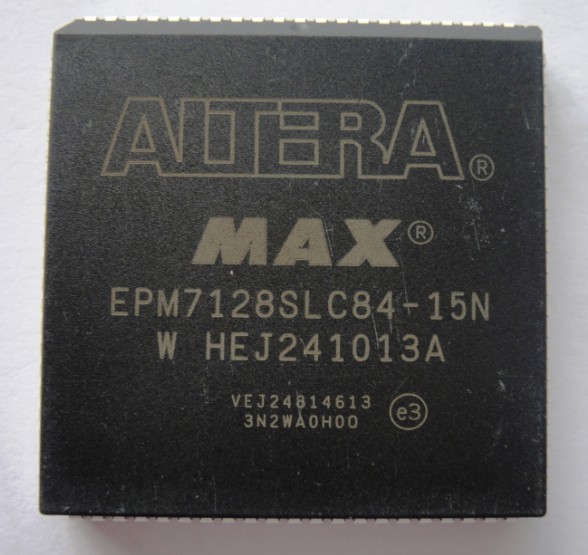 ALTERA®
MAX®
EPM7128SLC84-15N
W HEJ241013A
VEJ24814613
3N2WA0H00
e3